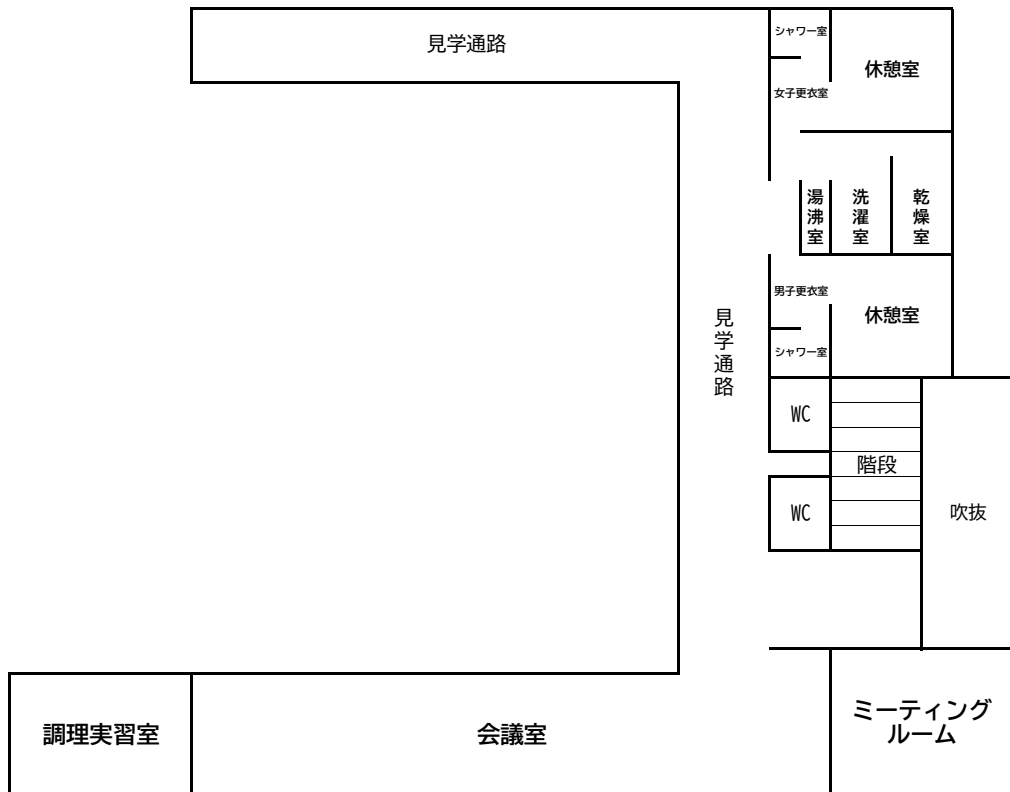 見学通路
シャワー室
休憩室
女子更衣室
湯沸室
洗濯室
乾燥室
男子更衣室
休憩室
見学通路
シャワー室
WC
階段
WC
吹抜
調理実習室
会議室
ミーティング
ルーム